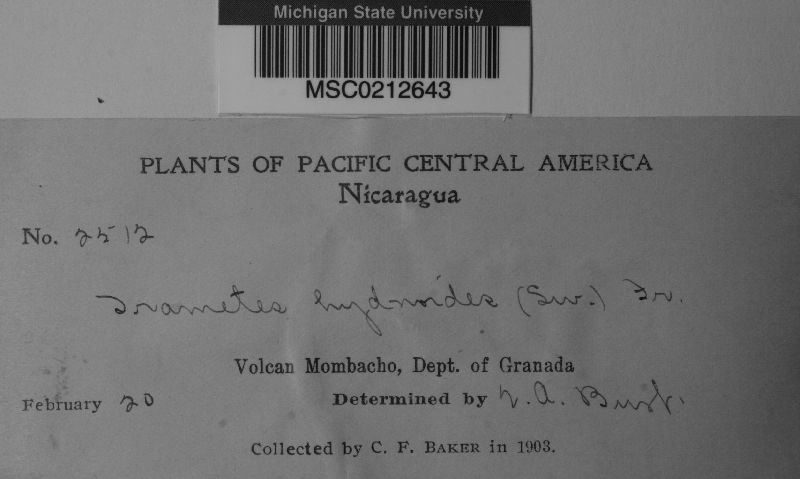 Michigan State University
MSC0212643
PLANTS OF PACIFIC CENTRAL AMERICA
Nicaragua
No. 2512
Trametes hydnoides (Sw.) Fr.
Volcan Mombacho, Dept. of Granada
February 20 Determined by A. Burt.
Collected by C. F. BAKER in 1903.